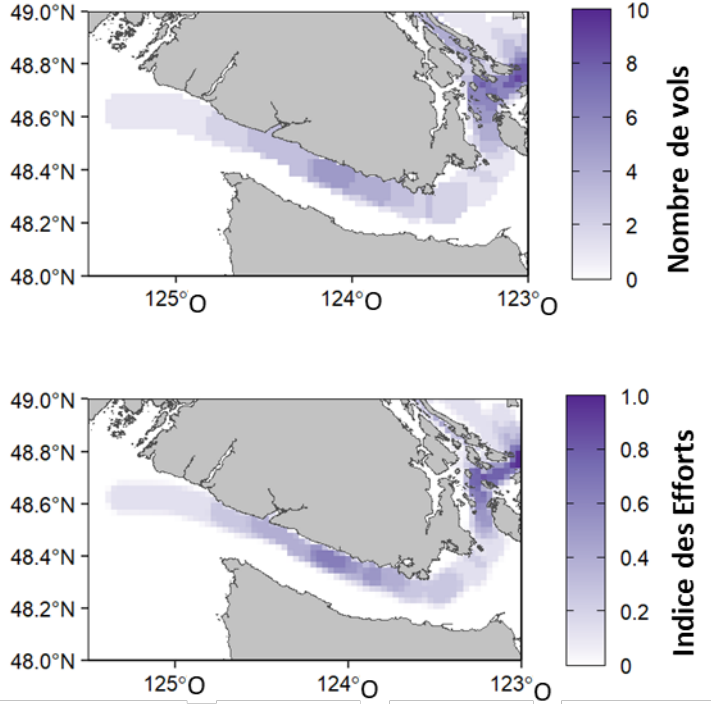 49.0°N
48.8°N
48.6°N
48.4°N
48.2°N
48.0°N
125°O 124°O 123°O
10
8
6
4
2
0
Nombre de vols
49.0°N
48.8°N
48.6°N
48.4°N
48.2°N
48.0°N
125°O 124°O 123°O
1.0
0.8
0.6
0.4
0.2
0
Indice des Efforts